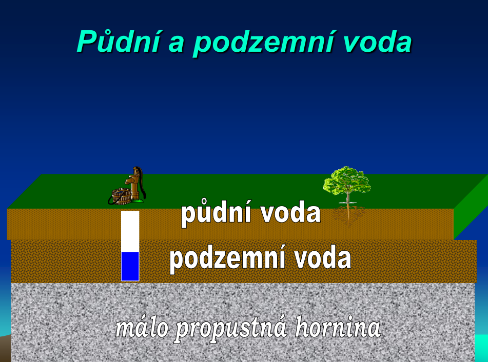 Půdní a podzemní voda
půdní voda
podzemní voda
málo propustná hornina